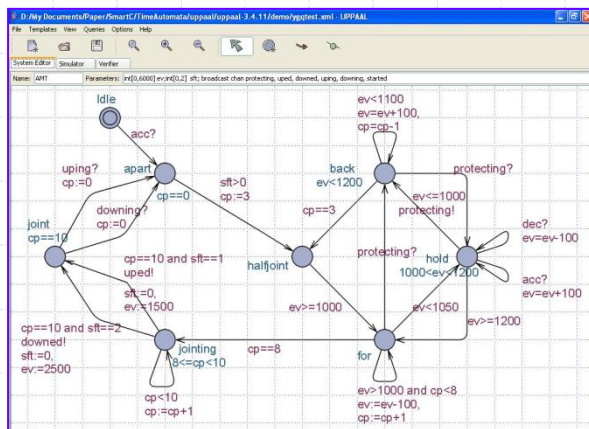 D:/My Documents/Paper/SmartC/TimeAutomata/uppaal/uppaal-3.4.11/demo/ygqtest.xml - UPPAAL
File Templates View Queries Options Help
System Editor Simulator Verifier
Name: AMT Parameters: int[0,6000] ev;int[0,2] sft; broadcast chan protecting, uped, downed, uping, downing, started
Idle
acc?
ev<1100
ev=ev+100,
cp=cp-1
uping?
cp:=0
apart
cp==0
sft>0
cp:=3
back
ev<1200
protecting?
downing?
cp:=0
cp==3
ev<=1000
protecting!
joint
cp==10
dec?
ev=ev-100
cp==10 and sft==1
uped!
halfjoint
protecting?
hold
1000<ev<1200
acc?
ev=ev+100
sft:=0,
ev:=1500
ev>=1000
ev<1050
ev>=1200
cp==10 and sft==2
downed!
sft:=0,
ev:=2500
jointing
8<=cp<10
cp==8
for
cp<10
cp:=cp+1
ev>1000 and cp<8
ev:=ev-100,
cp:=cp+1